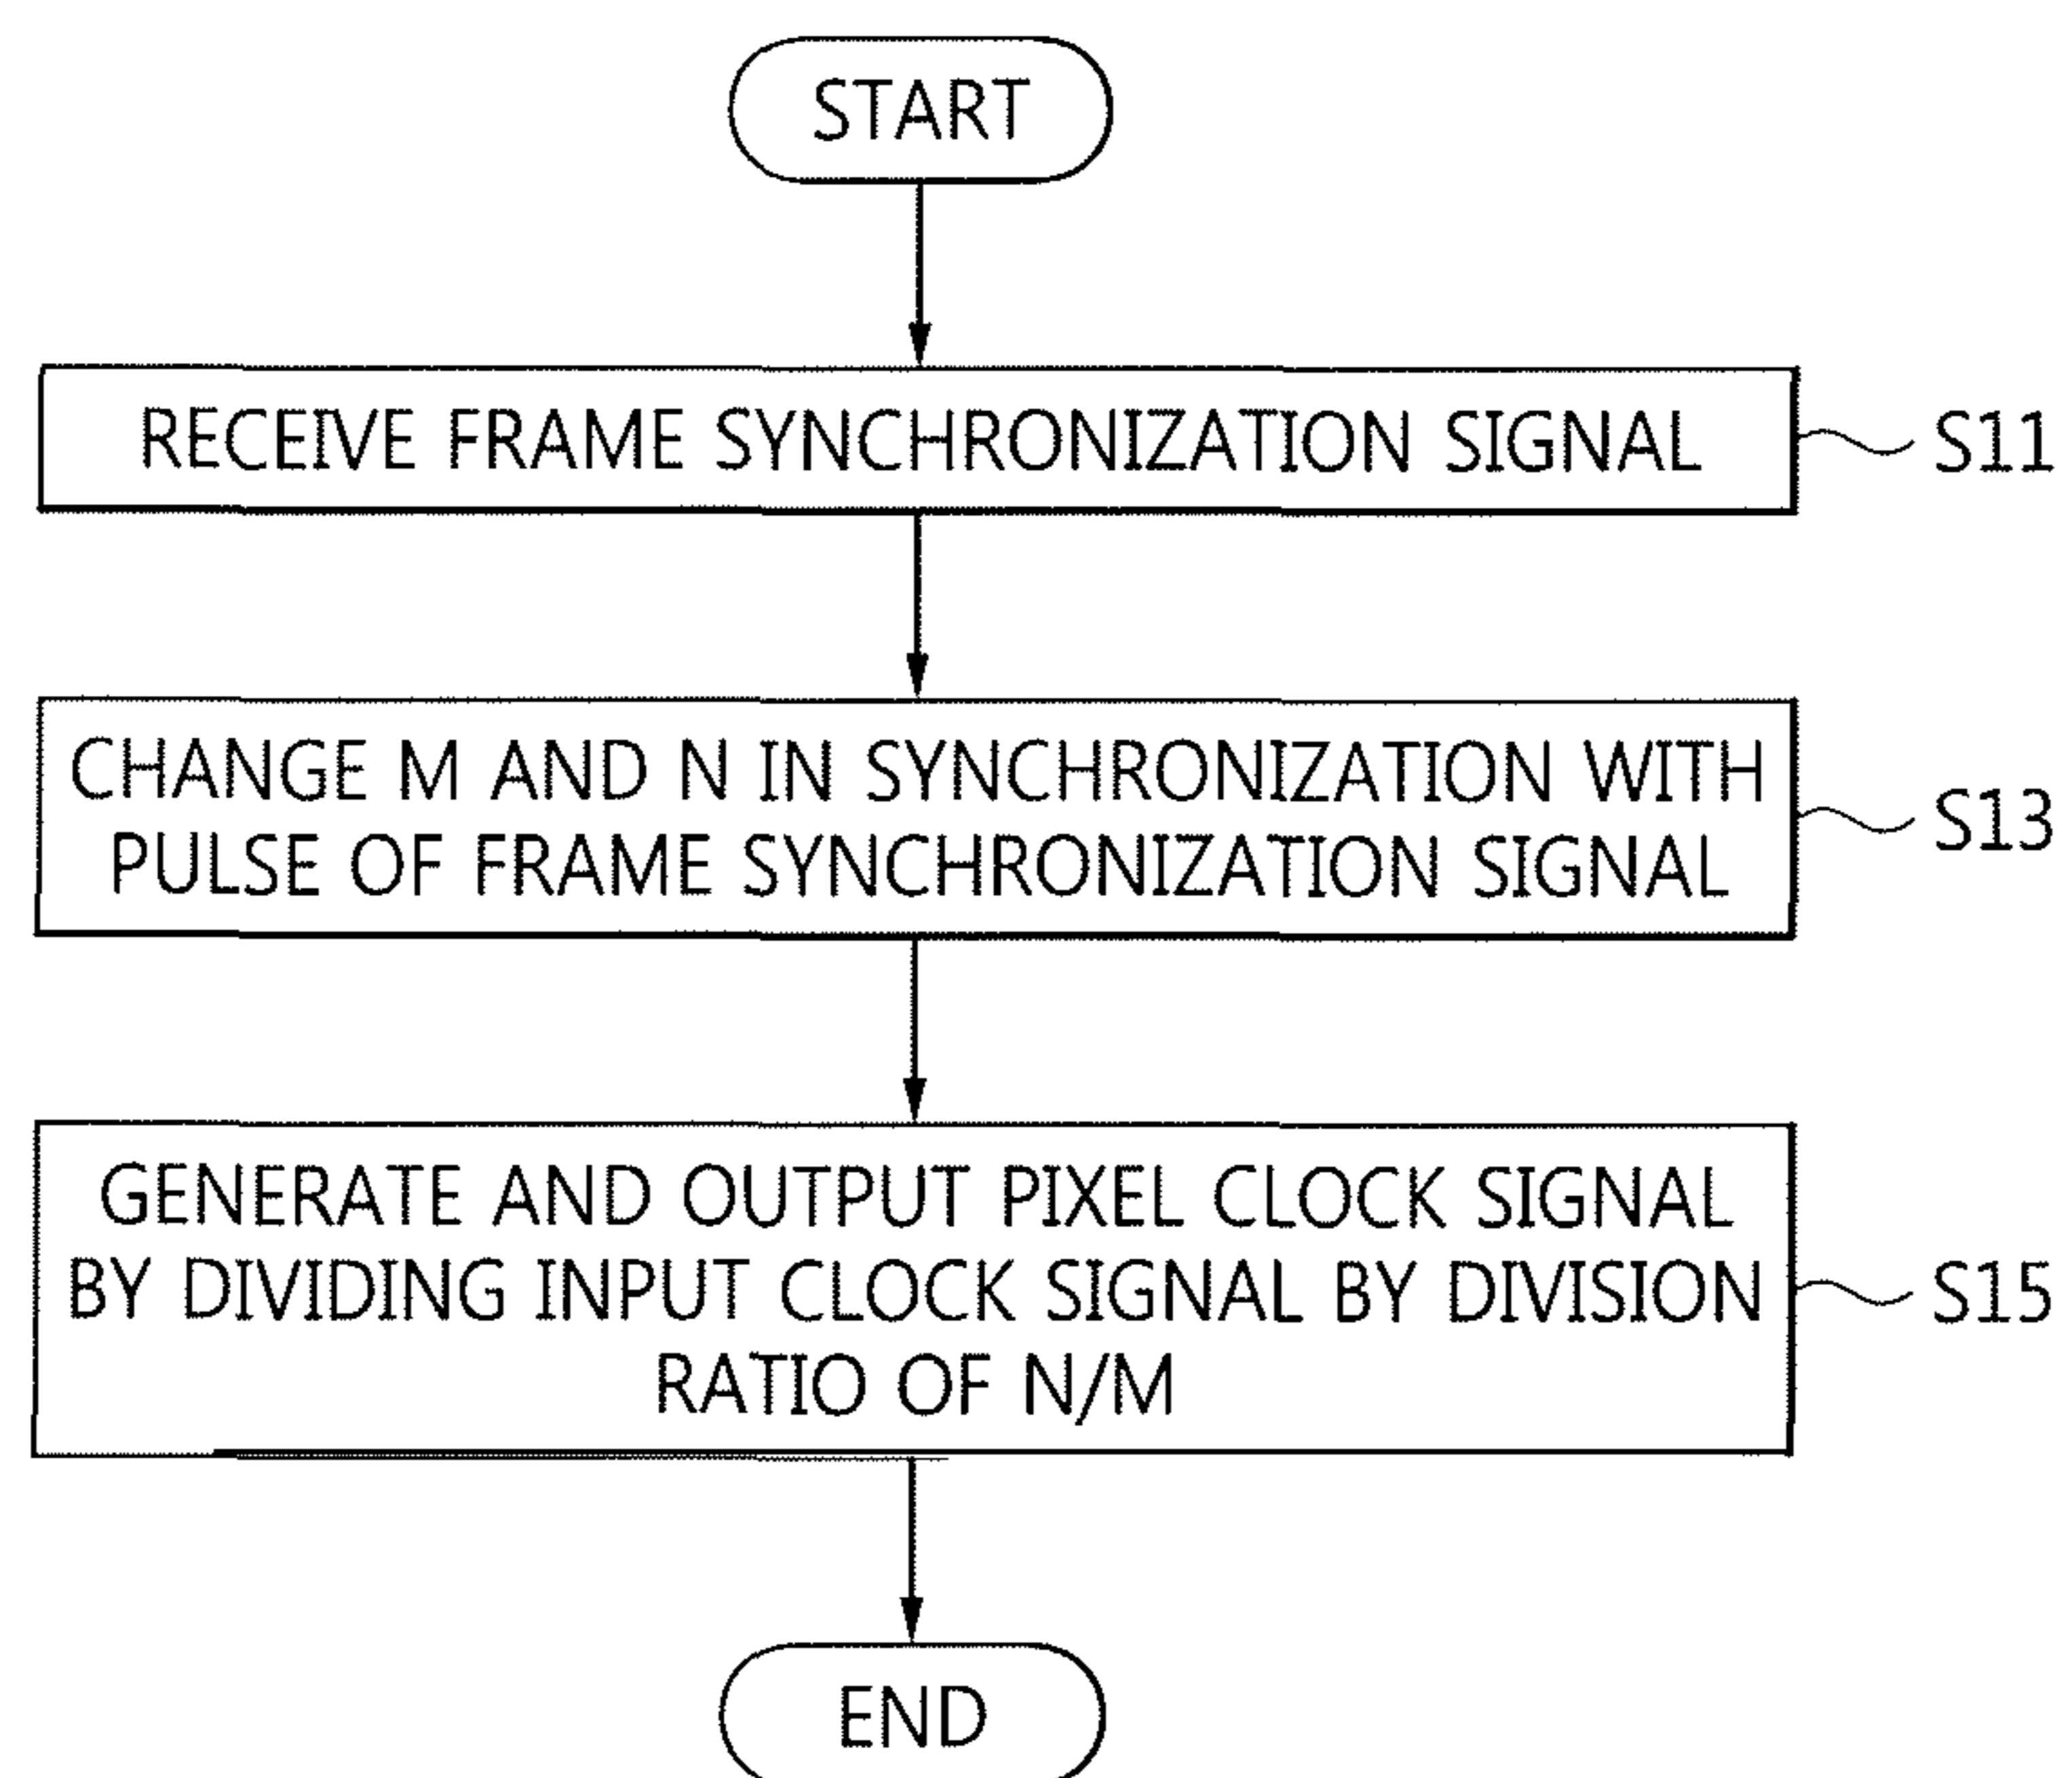 START
RECEIVE FRAME SYNCHRONIZATION SIGNAL
S11
CHANGE M AND N IN SYNCHRONIZATION WITH
PULSE OF FRAME SYNCHRONIZATION SIGNAL
S13
GENERATE AND OUTPUT PIXEL CLOCK SIGNAL
BY DIVIDING INPUT CLOCK SIGNAL BY DIVISION
RATIO OF N/M
S15
END